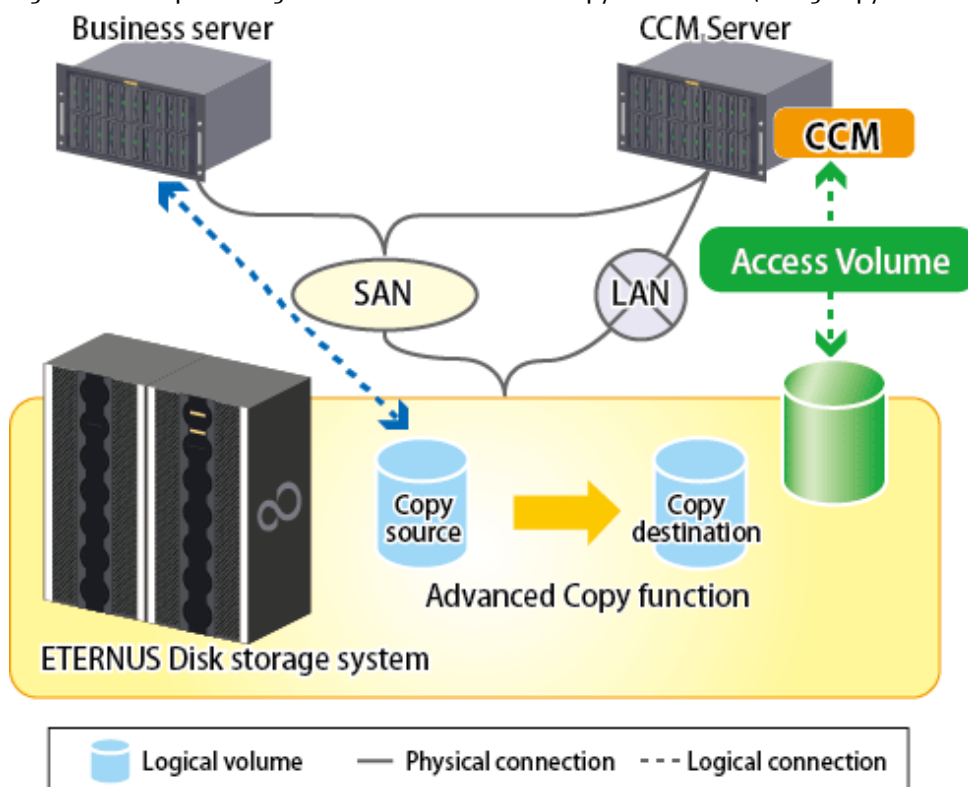 Business server
CCM Server
CCM
Access Volume
SAN
LAN
Copy
source
Copy
destination
Advanced Copy function
ETERNUS Disk storage system
Logical volume
Physical connection
Logical connection